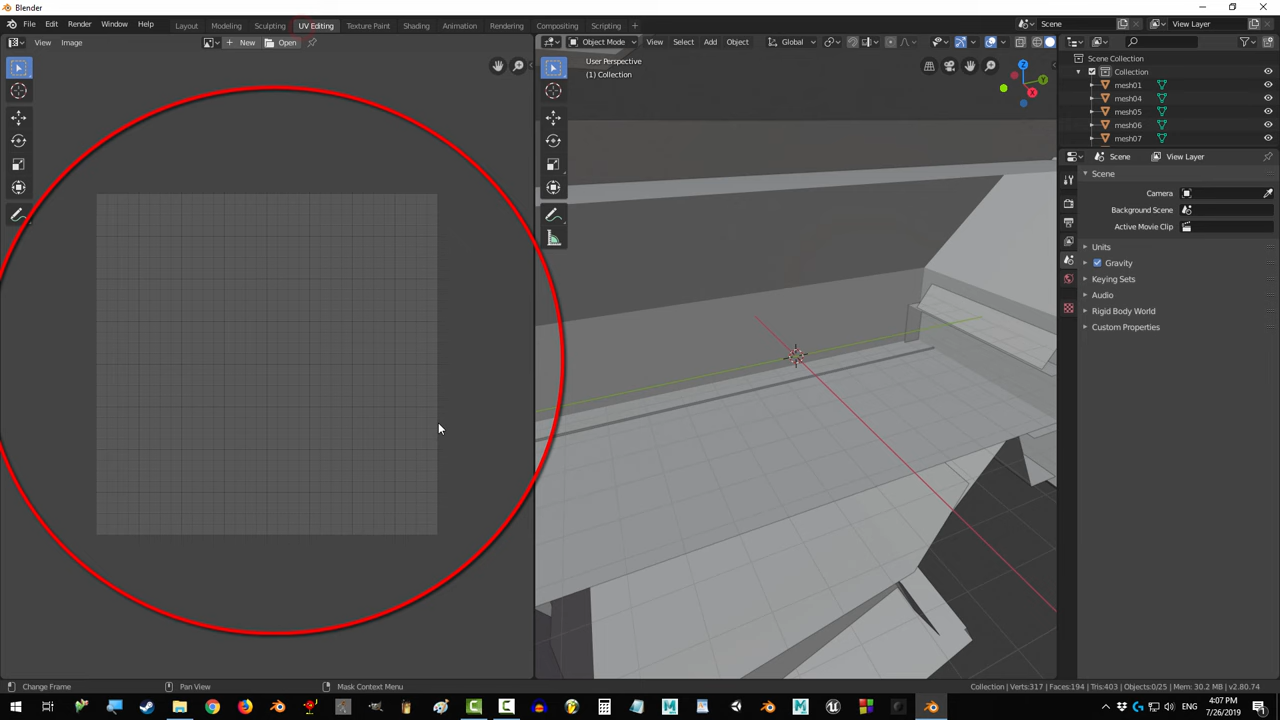 Blender
File Edit Render Window Help
Layout Modeling Sculpting UV Editing Texture Paint Shading Animation Rendering Compositing Scripting +
Scene
View Layer
View Image
New
Open
Object Mode View Select Add Object
Global
User Perspective
(1) Collection
Z
Y
X
Scene Collection
Collection
mesh01
mesh04
mesh05
mesh06
mesh07
Scene
View Layer
Scene
Camera
Background Scene
Active Movie Clip
Units
Gravity
Keying Sets
Audio
Rigid Body World
Custom Properties
Change Frame
Pan View
Mask Context Menu
Collection | Verts:317 | Faces:194 | Tris:403 | Objects:0/25 | Mem: 30.2 MB | v2.80.74
4:07 PM
7/26/2019